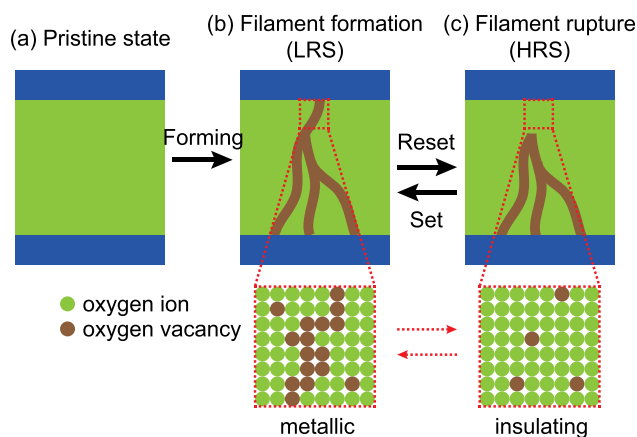 (a) Pristine state
(b) Filament formation
(LRS)
(c) Filament rupture
(HRS)
Forming
Reset
Set
oxygen ion
oxygen vacancy
metallic
insulating